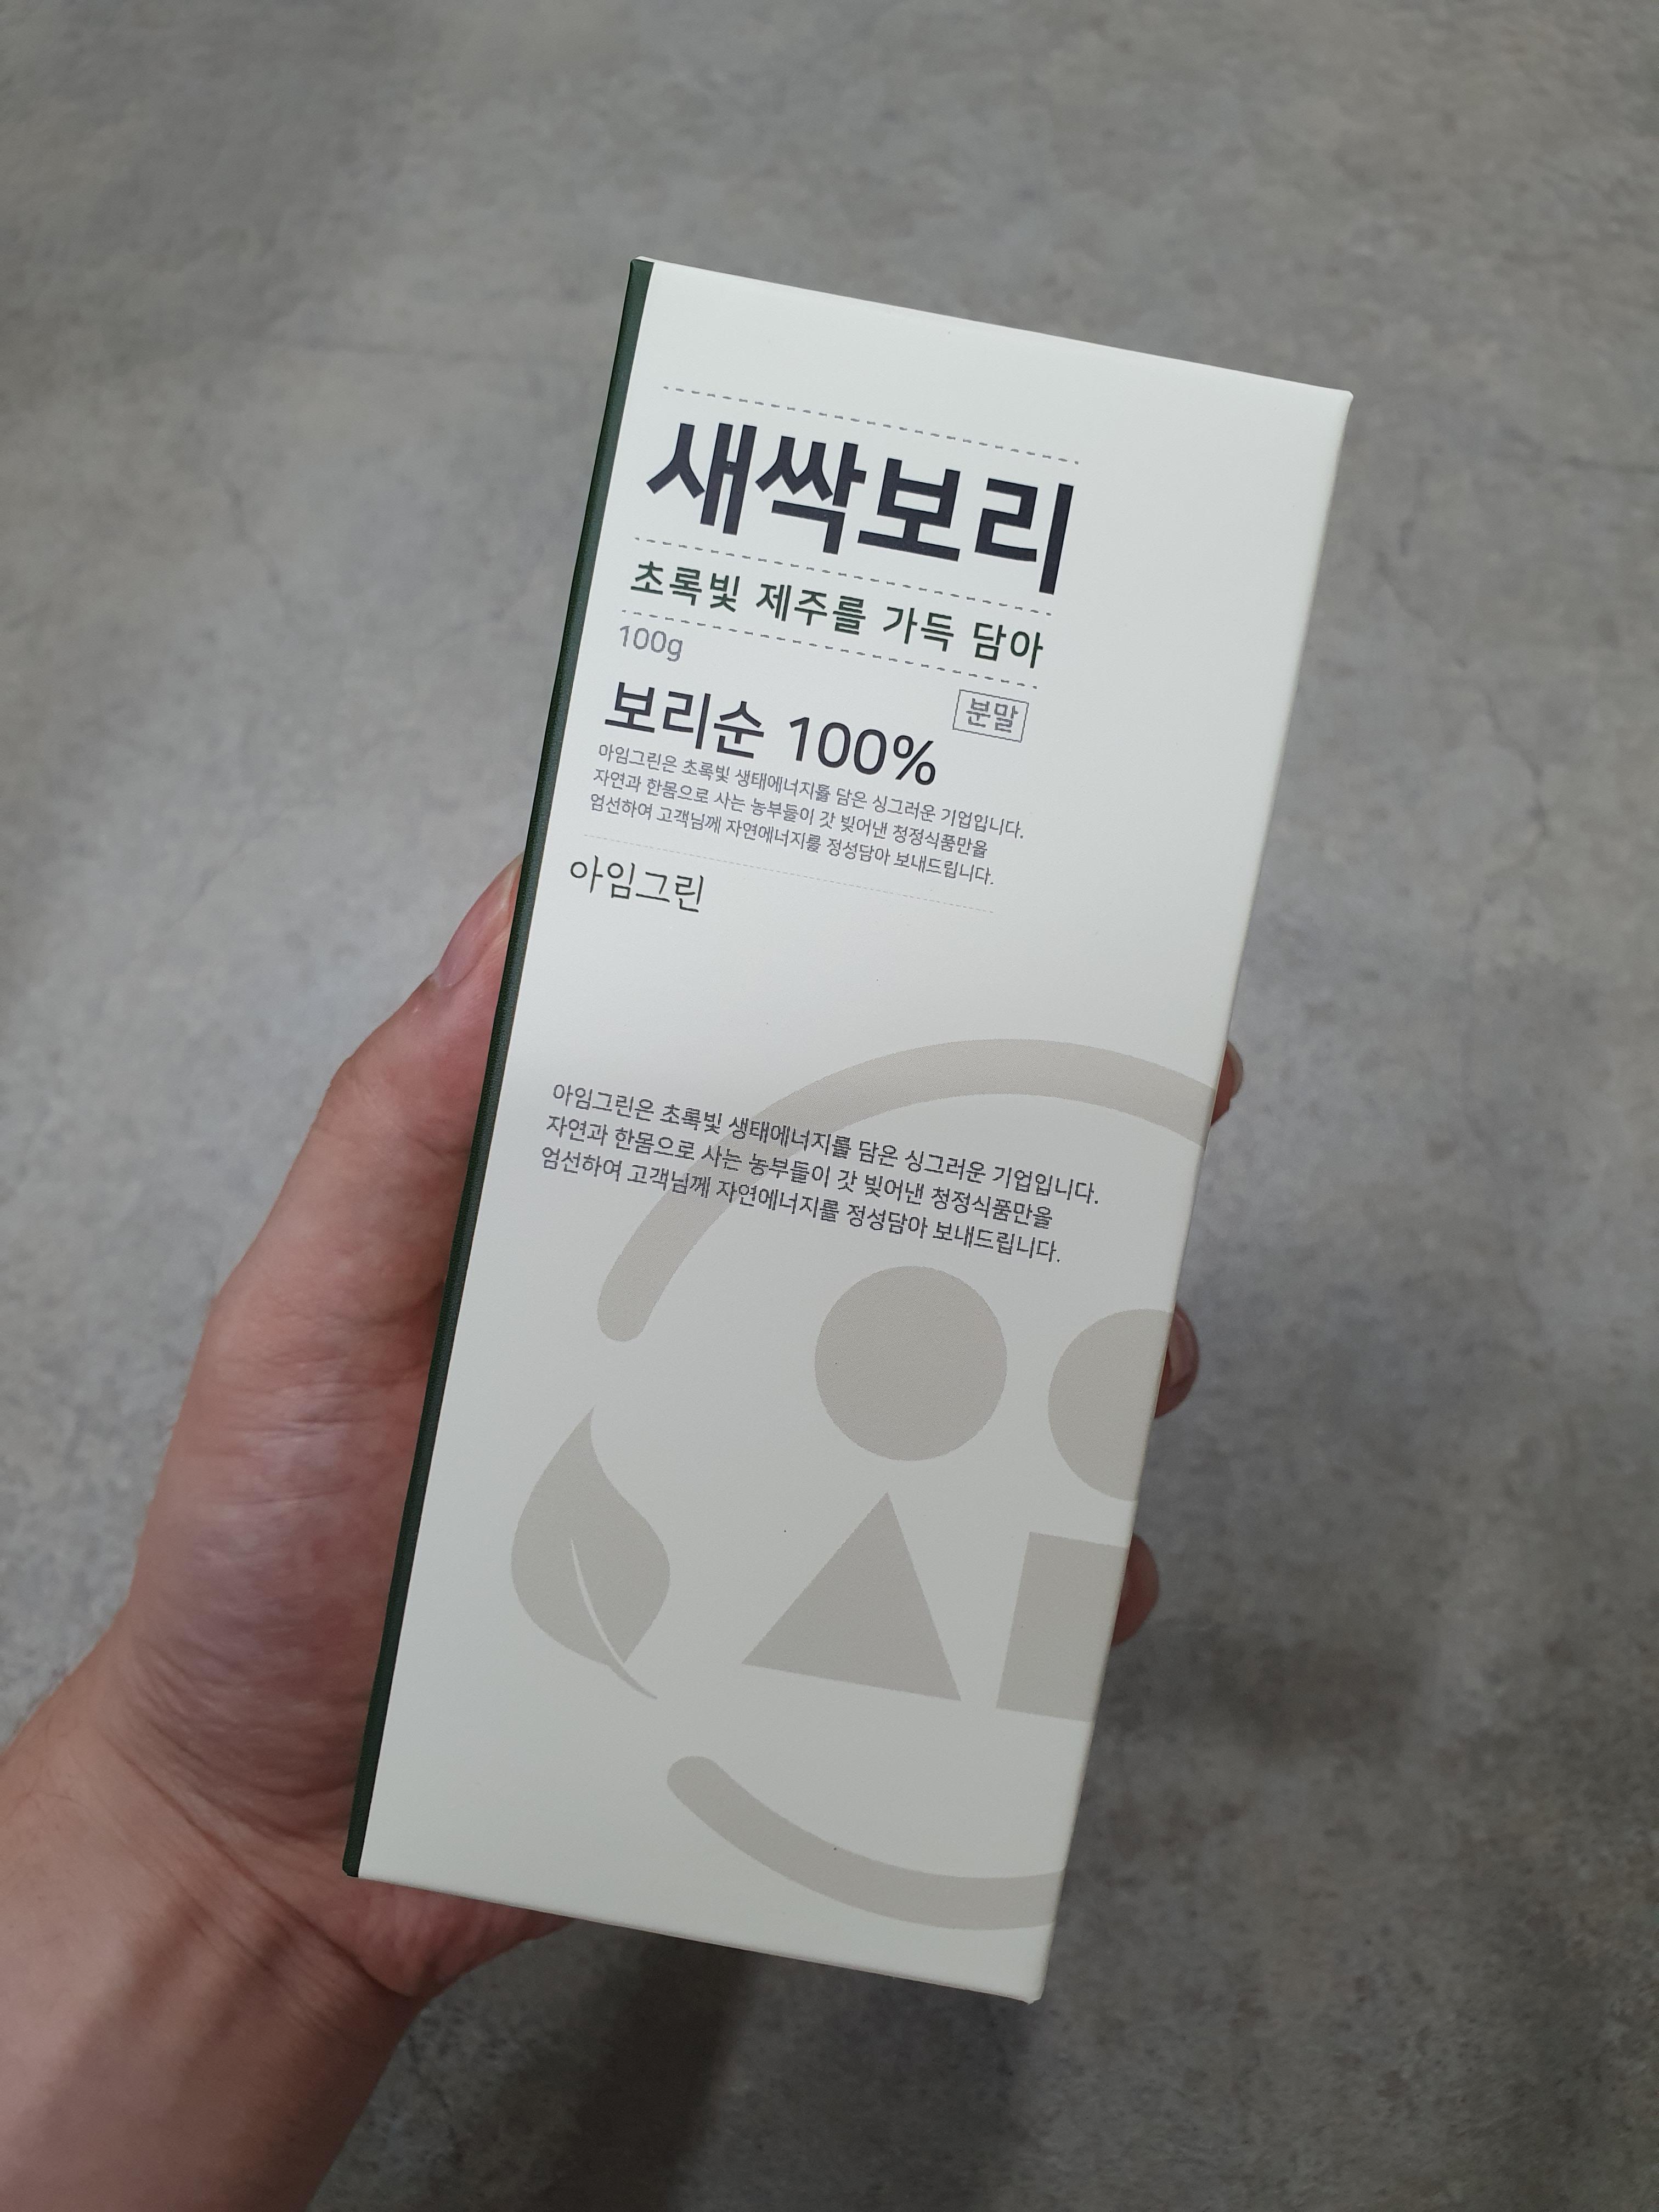 새싹보리
초록빛 제주를 가득 담아
100g
분말
보리순 100%
아임그린은 초록빛 생태에너지를 담은 싱그러운 기업입니다.
자연과 한몸으로 사는 농부들이 갓 빚어낸 청정식품만을
엄선하여 고객님께 자연에너지를 정성담아 보내드립니다.
아임그린
아임그린은 초록빛 생태에너지를 담은 싱그러운 기업입니다.
자연과 한몸으로 사는 농부들이 갓 빚어낸 청정식품만을
엄선하여 고객님께 자연에너지를 정성담아 보내드립니다.